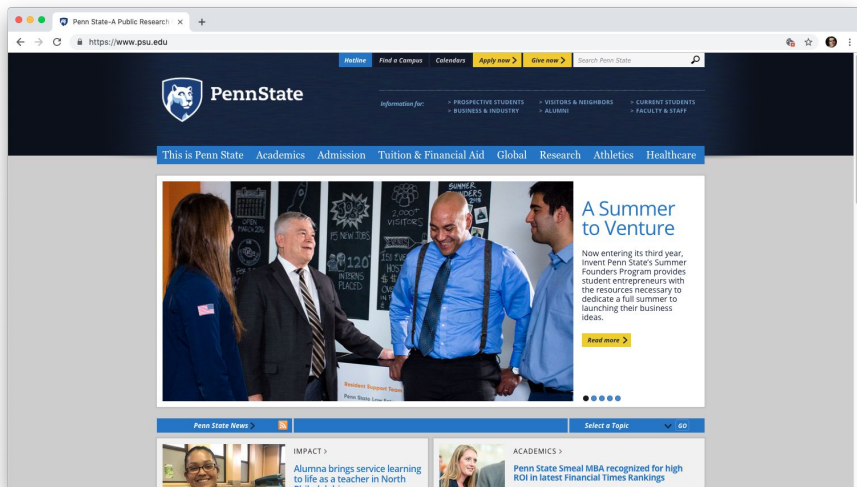 Penn State-A Public Research
https://www.psu.edu
Hotline Find a Campus Calendars Apply now Give now Search Penn State
PennState
Information for: > PROSPECTIVE STUDENTS > VISITORS & NEIGHBORS > CURRENT STUDENTS
> BUSINESS & INDUSTRY > ALUMNI > FACULTY & STAFF
This is Penn State Academics Admission Tuition & Financial Aid Global Research Athletics Healthcare
OPEN
SUMMER
FOUNDERS
2018
2,000+
VISITORS
15 NEW JOBS
120
INTERNS
PLACED
Resident Support Team
A Summer
to Venture
Now entering its third year,
Invent Penn State's Summer
Founders Program provides
student entrepreneurs with
the resources necessary to
dedicate a full summer to
launching their business
ideas.
Read more
Penn State News
Select a Topic GO
IMPACT >
Alumna brings service learning
to life as a teacher in North
ACADEMICS >
Penn State Smeal MBA recognized for high
ROI in latest Financial Times Rankings